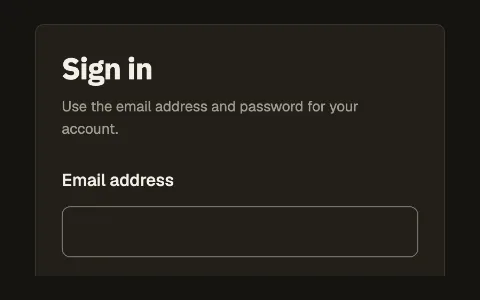 Sign in
Use the email address and password for your
account.
Email address